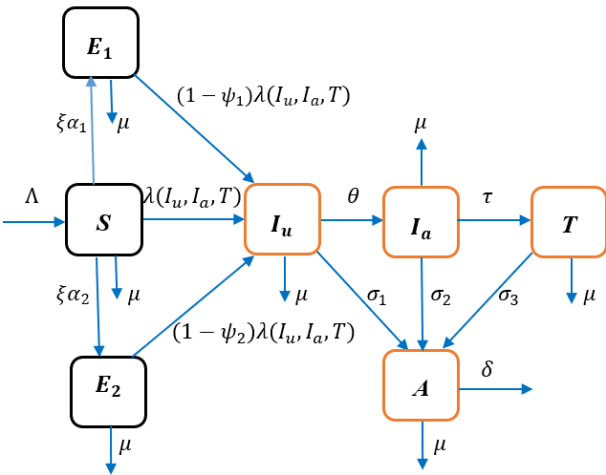 E₁
(1 − ψ₁)λ(Iᵤ, Iₐ, T)
ξα₁
μ
μ
Λ
S
λ(Iᵤ, Iₐ, T)
Iᵤ
θ
Iₐ
τ
T
ξα₂
μ
μ
σ₁
σ₂
σ₃
μ
(1 − ψ₂)λ(Iᵤ, Iₐ, T)
E₂
A
δ
μ
μ